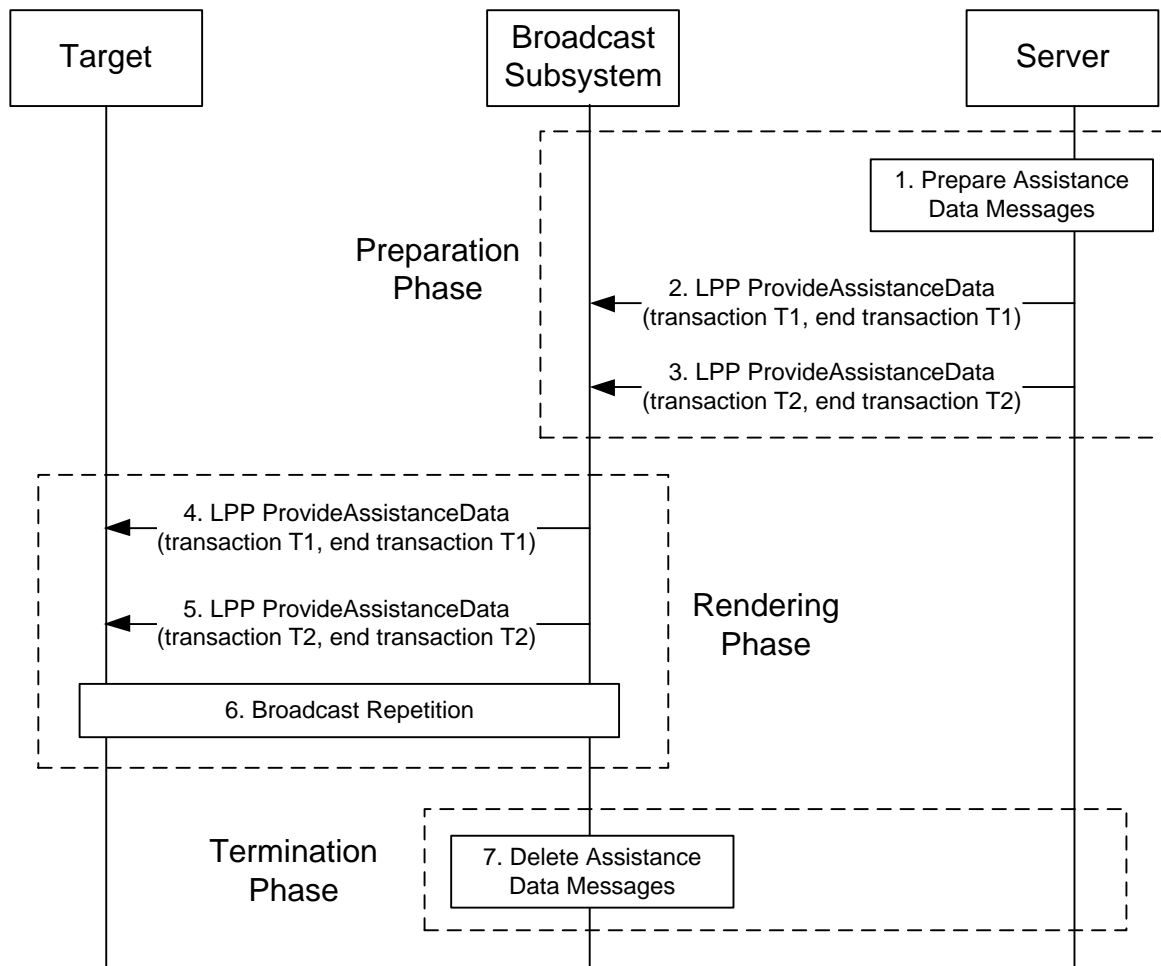 Target
Broadcast
Subsystem
Server
1. Prepare Assistance
Data Messages
Preparation
Phase
2. LPP ProvideAssistanceData
(transaction T1, end transaction T1)
3. LPP ProvideAssistanceData
(transaction T2, end transaction T2)
4. LPP ProvideAssistanceData
(transaction T1, end transaction T1)
5. LPP ProvideAssistanceData
(transaction T2, end transaction T2)
Rendering
Phase
6. Broadcast Repetition
Termination
Phase
7. Delete Assistance
Data Messages